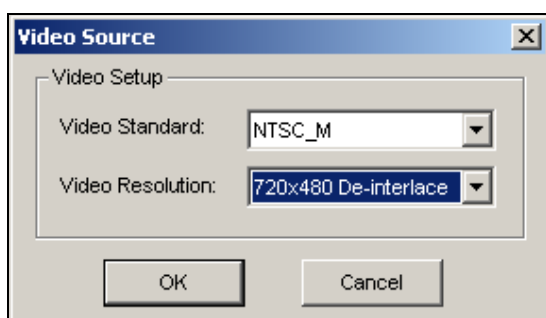 Video Source
Video Setup
Video Standard: NTSC_M
Video Resolution: 720x480 De-interlace
OK Cancel